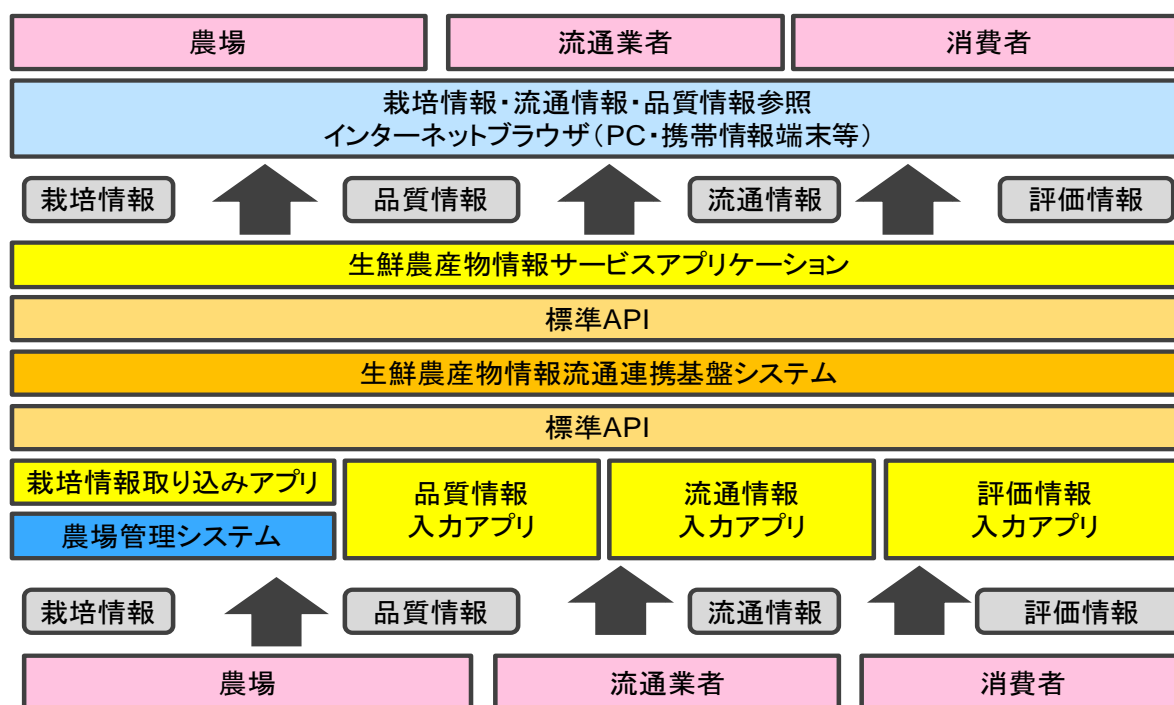 農場
流通業者
消費者
栽培情報・流通情報・品質情報参照
インターネットブラウザ（PC・携帯情報端末等）
栽培情報
品質情報
流通情報
評価情報
生鮮農産物情報サービスアプリケーション
標準API
生鮮農産物情報流通連携基盤システム
標準API
栽培情報取り込みアプリ
農場管理システム
品質情報
入力アプリ
流通情報
入力アプリ
評価情報
入力アプリ
栽培情報
品質情報
流通情報
評価情報
農場
流通業者
消費者